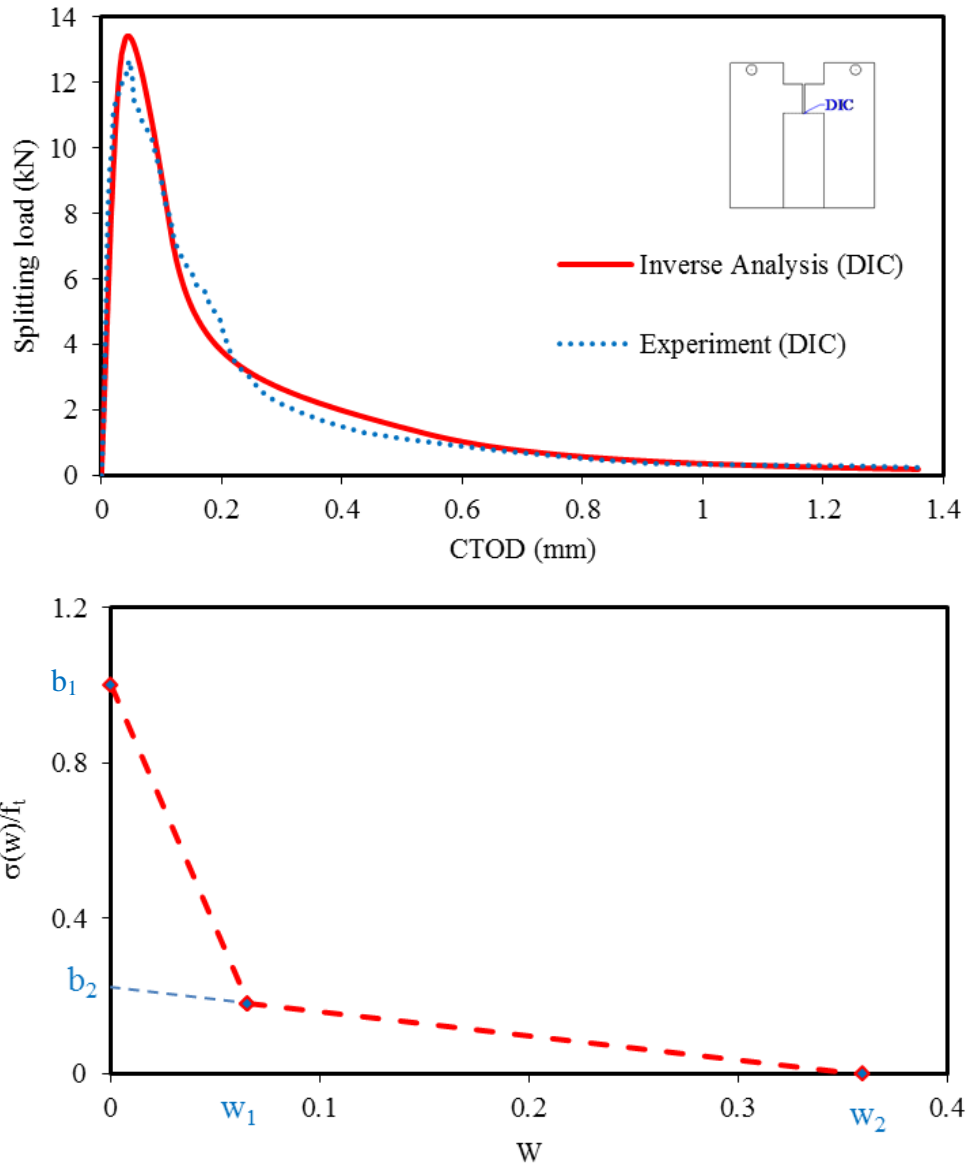 14
12
10
8
6
4
2
0
Splitting load (kN)
DIC
Inverse Analysis (DIC)
Experiment (DIC)
0 0.2 0.4 0.6 0.8 1 1.2 1.4
CTOD (mm)
1.2
b₁
0.8
σ(w)/fₜ
0.4
b₂
0
0 w₁ 0.1 0.2 0.3 w₂ 0.4
W